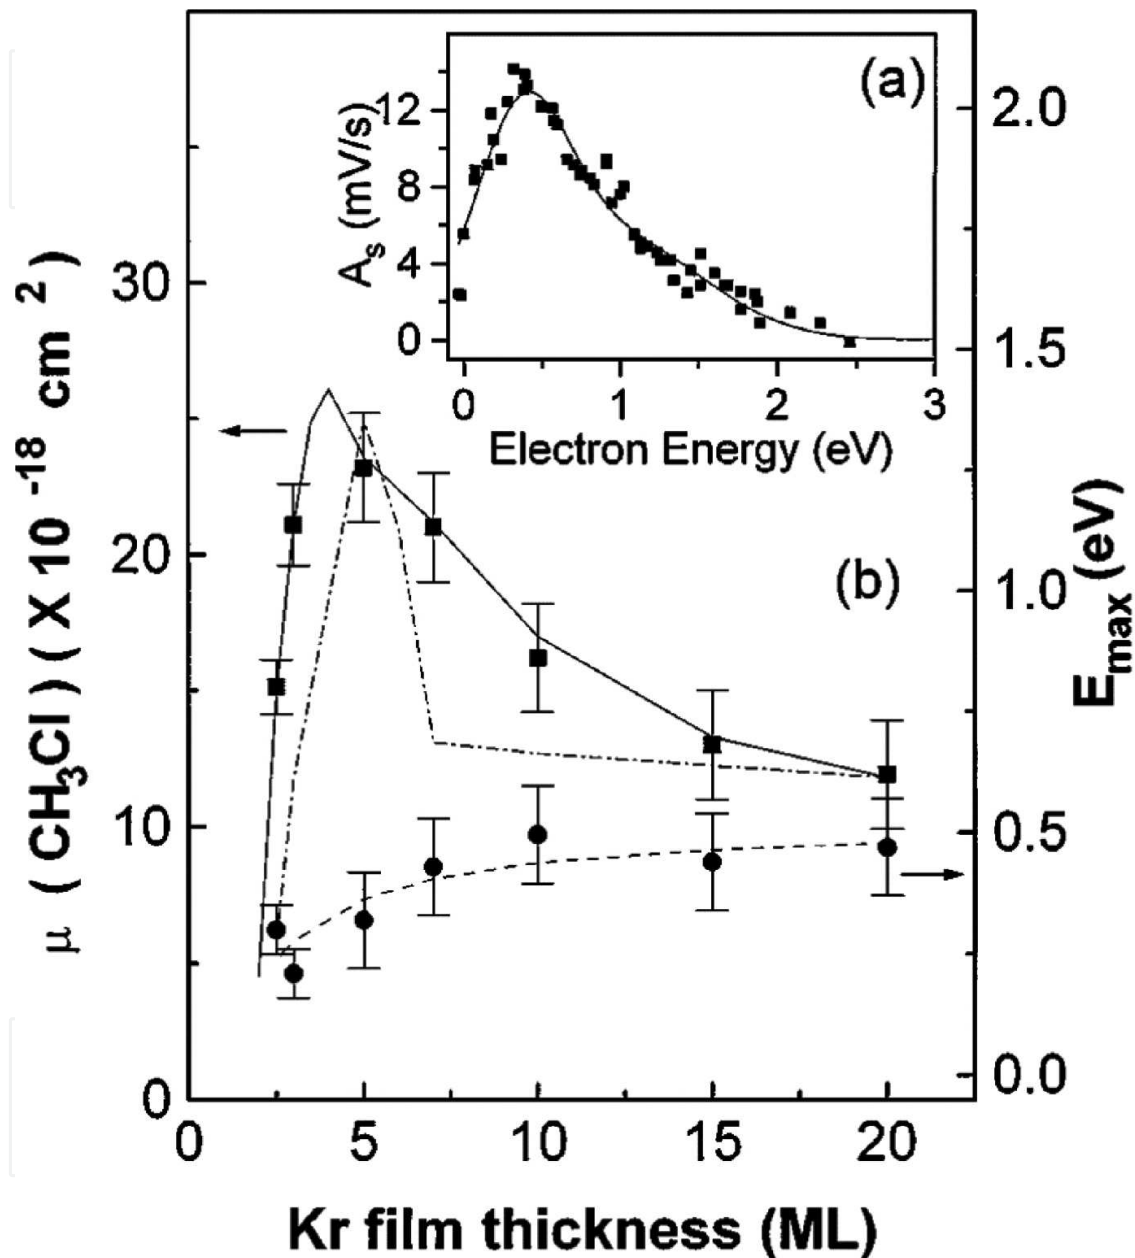 (a)
A_s (mV/s)
12
8
4
0
0 1 2 3
Electron Energy (eV)
μ ( CH₃Cl ) ( X 10 ⁻¹⁸ cm ² )
30
20
10
0
(b)
2.0
1.5
1.0
0.5
0.0
E_max (eV)
0 5 10 15 20
Kr film thickness (ML)